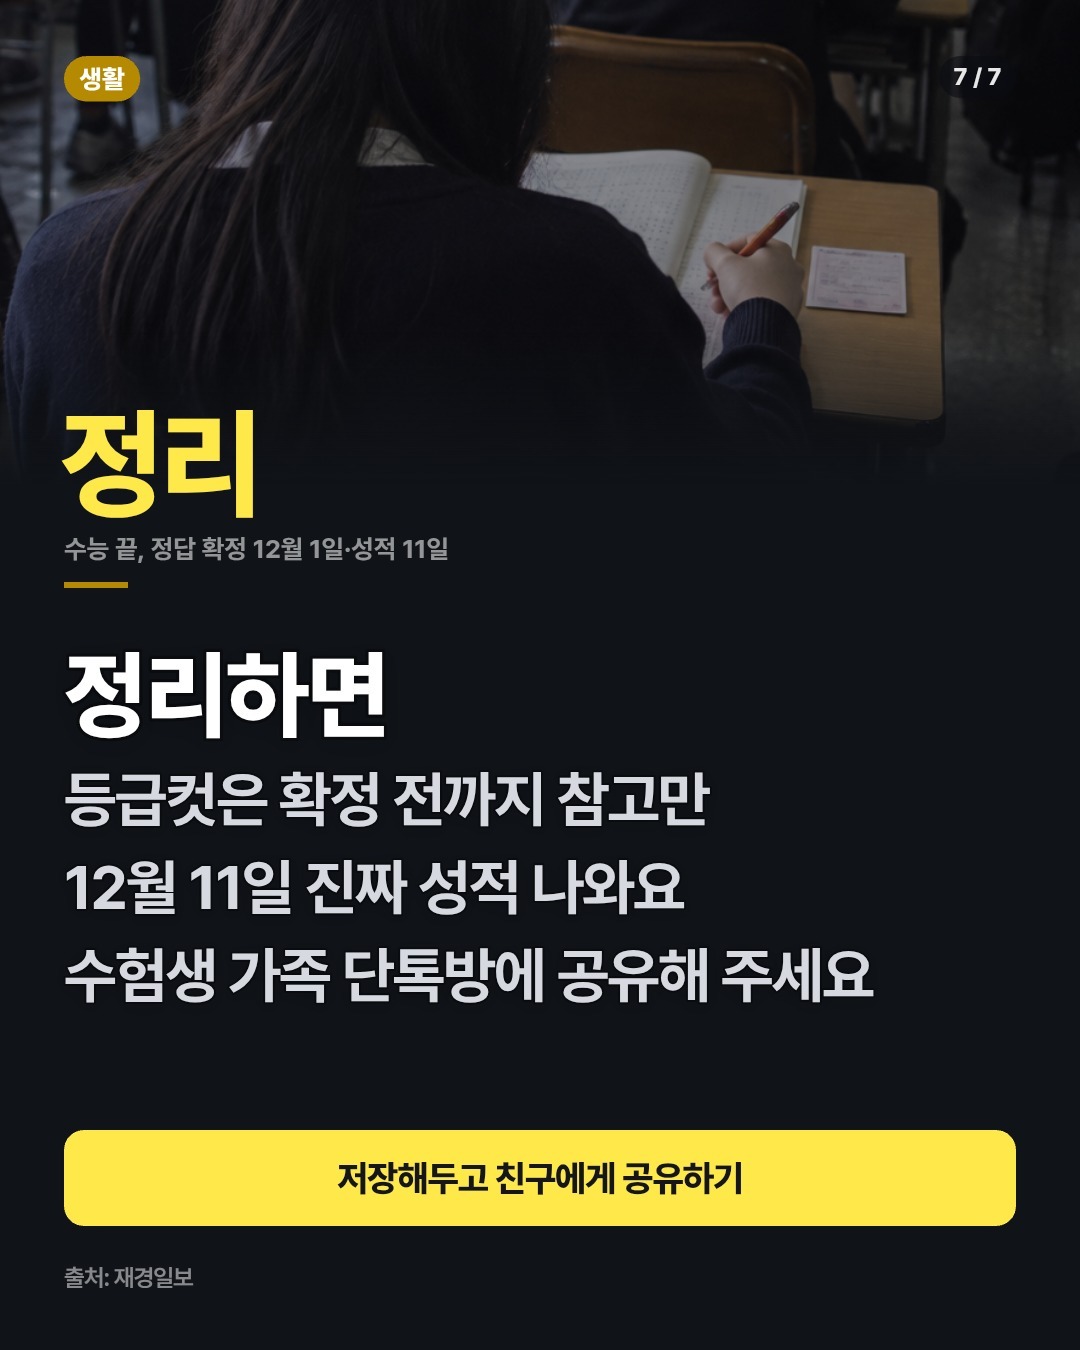 생활
7 / 7
정리
수능 끝, 정답 확정 12월 1일·성적 11일
정리하면
등급컷은 확정 전까지 참고만
12월 11일 진짜 성적 나와요
수험생 가족 단톡방에 공유해 주세요
저장해두고 친구에게 공유하기
출처: 재경일보